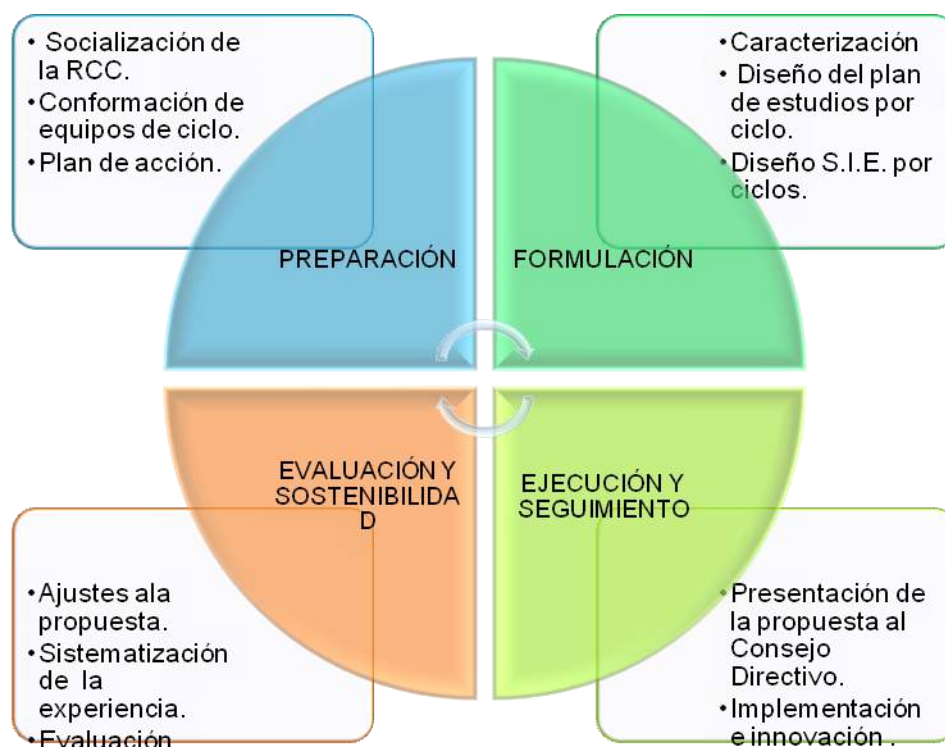 • Socialización de
la RCC.
• Conformación de
equipos de ciclo.
• Plan de acción.
• Caracterización
• Diseño del plan
de estudios por
ciclo.
• Diseño S.I.E. por
ciclos.
PREPARACIÓN
FORMULACIÓN
EVALUACIÓN Y
SOSTENIBILIDA
D
EJECUCIÓN Y
SEGUIMIENTO
• Ajustes ala
propuesta.
• Sistematización
de la
experiencia.
• Evaluación
• Presentación de
la propuesta al
Consejo
Directivo.
• Implementación
e innovación .